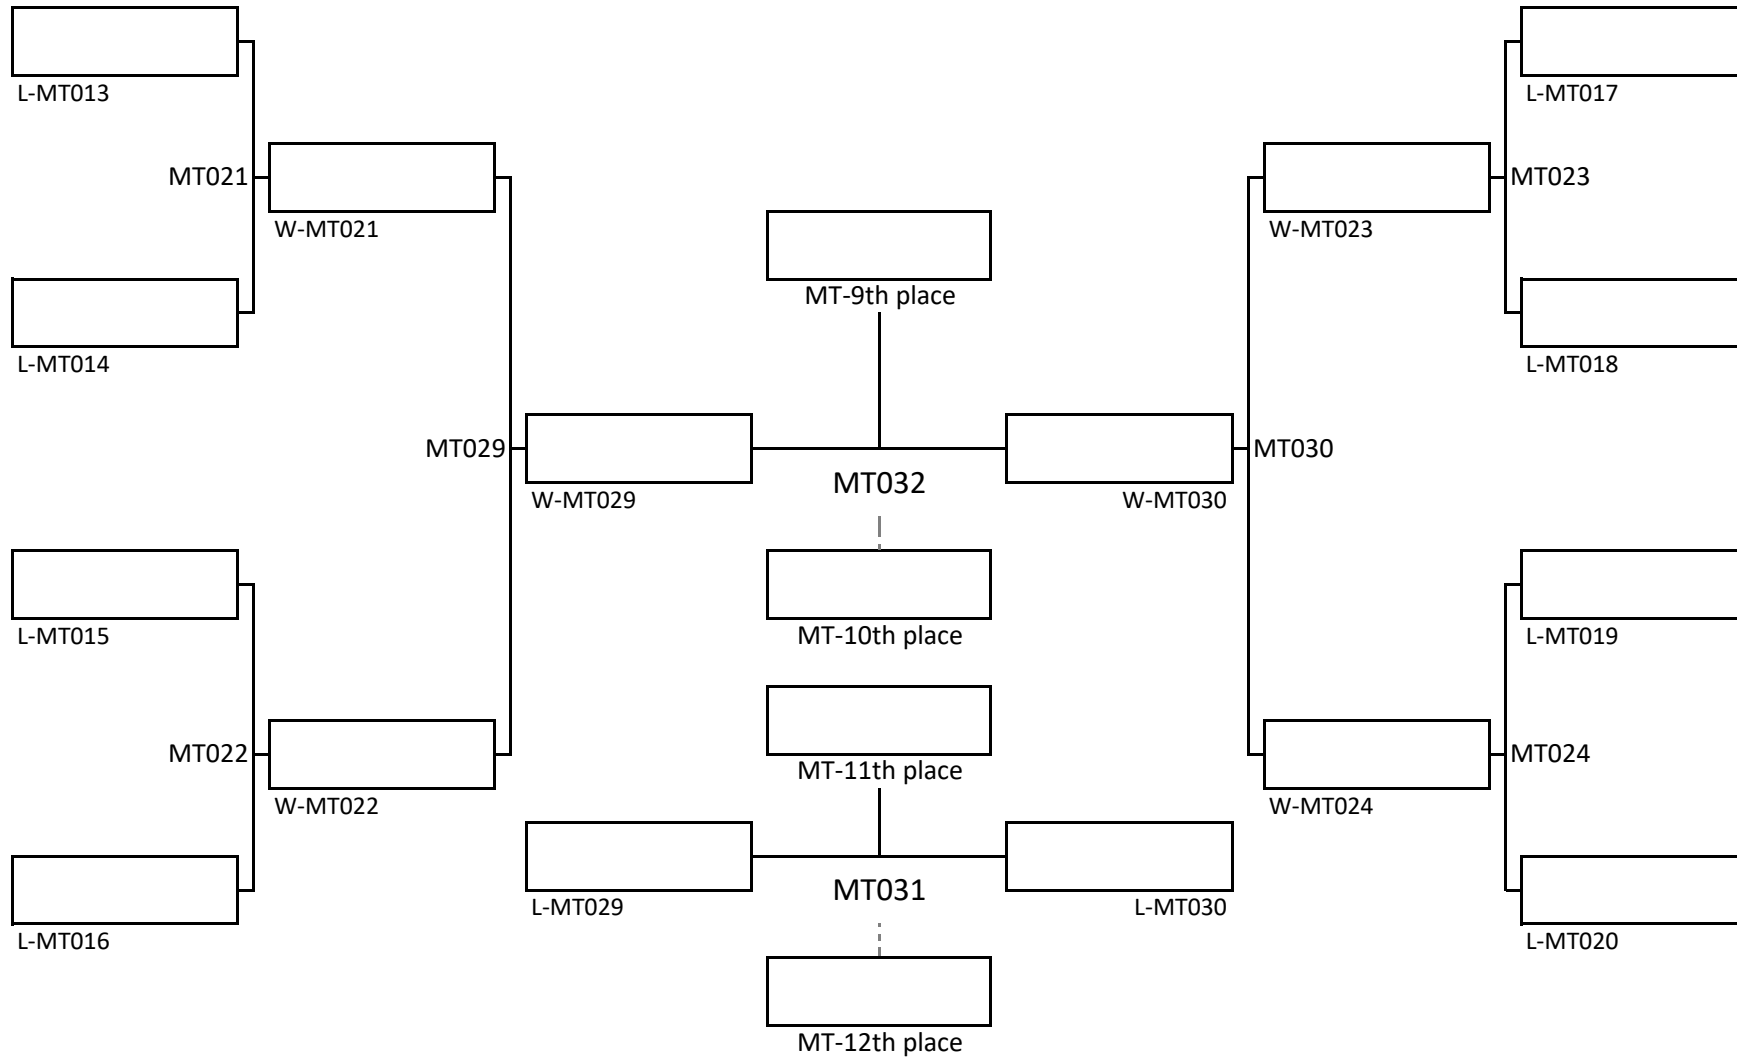 L-MT013
L-MT017
MT021
MT023
W-MT021
W-MT023
MT-9th place
L-MT014
L-MT018
MT029
MT030
MT032
W-MT029
W-MT030
L-MT015
MT-10th place
L-MT019
MT022
MT-11th place
MT024
W-MT022
W-MT024
MT031
L-MT029
L-MT030
L-MT016
L-MT020
MT-12th place